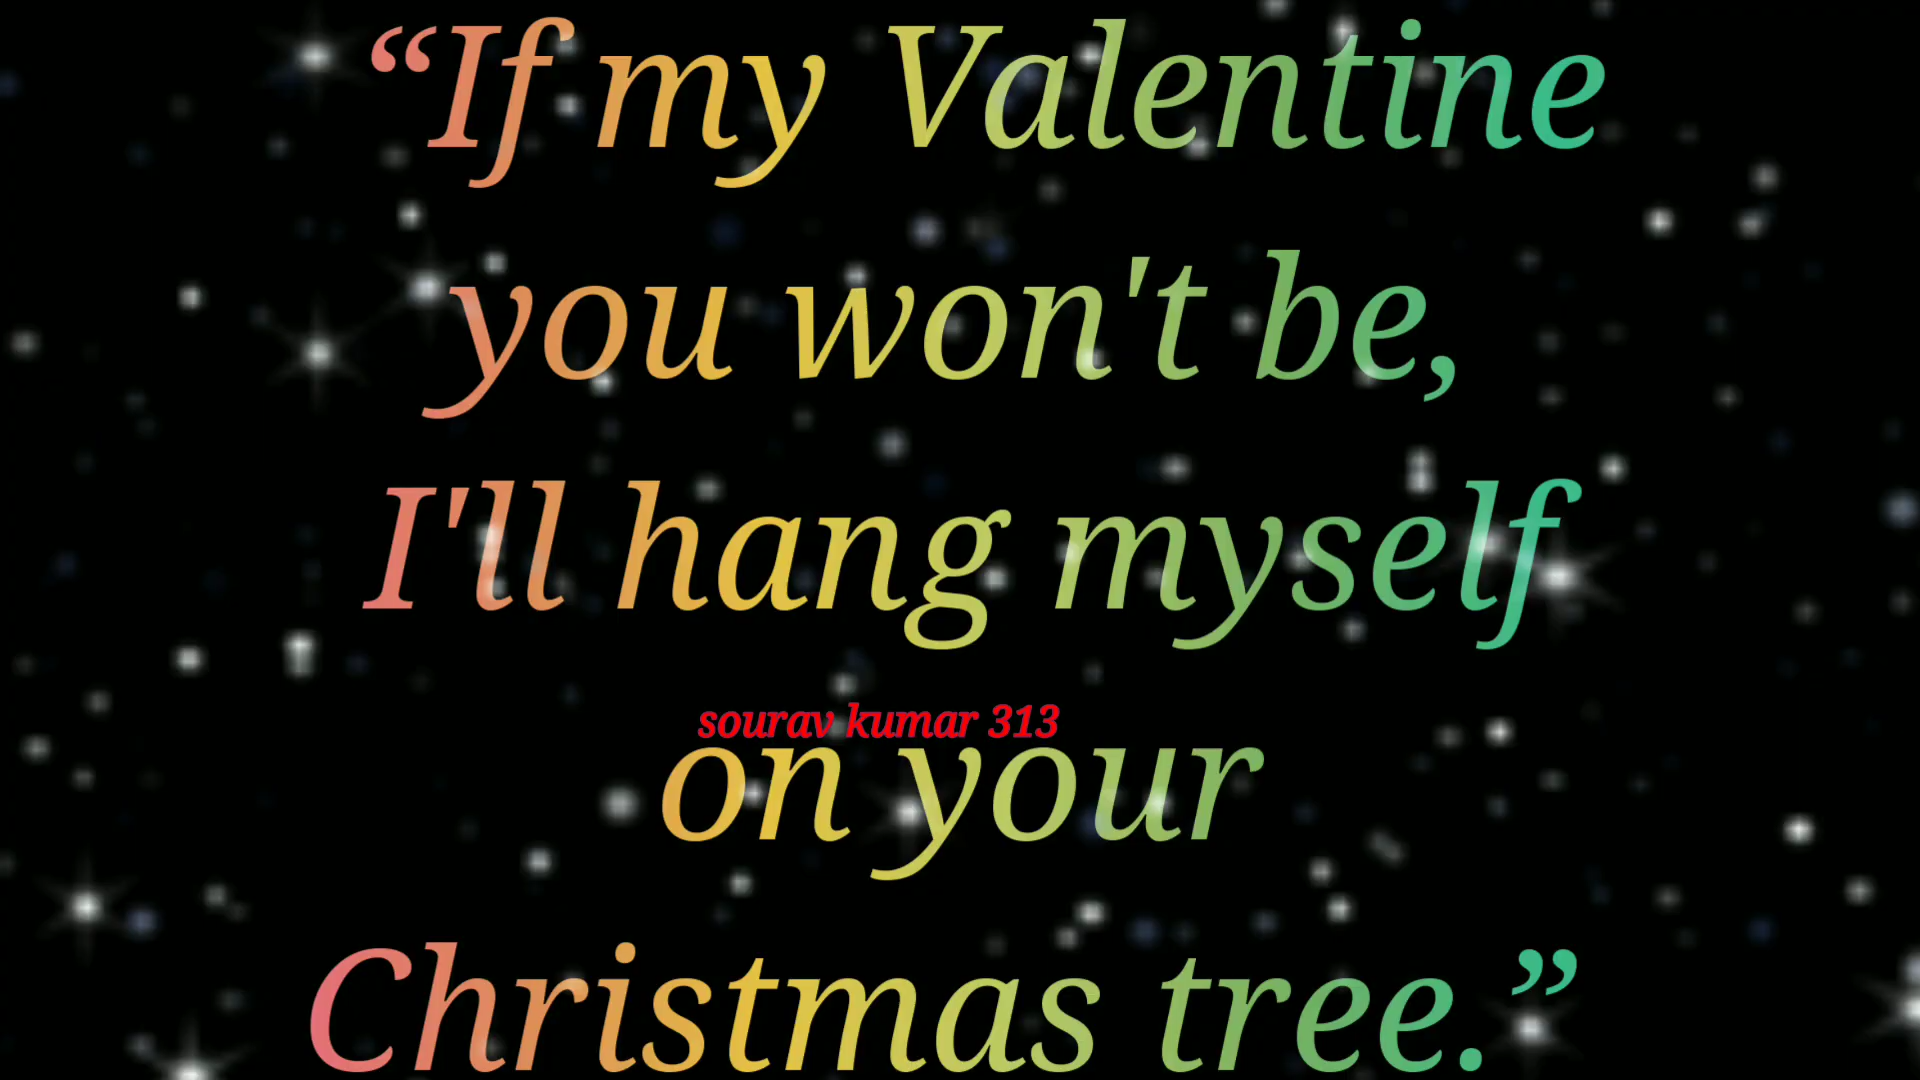 “If my Valentine
you won't be,
I'll hang myself
sourav kumar 313
on your
Christmas tree.”